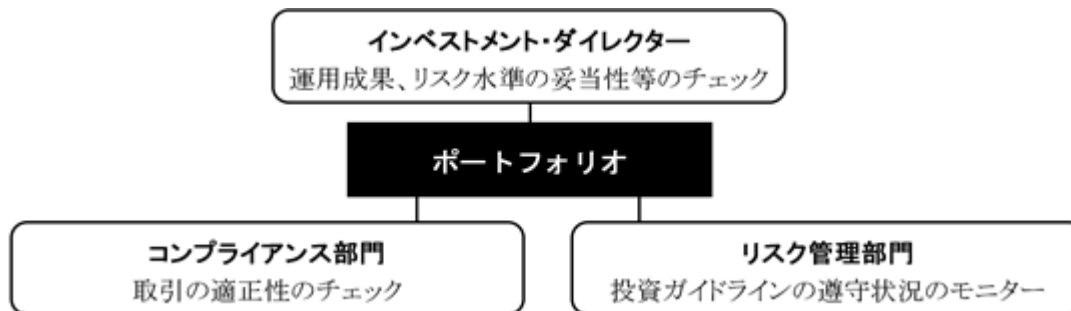 インベストメント・ダイレクター
運用成果、リスク水準の妥当性等のチェック
ポートフォリオ
コンプライアンス部門
取引の適正性のチェック
リスク管理部門
投資ガイドラインの遵守状況のモニター